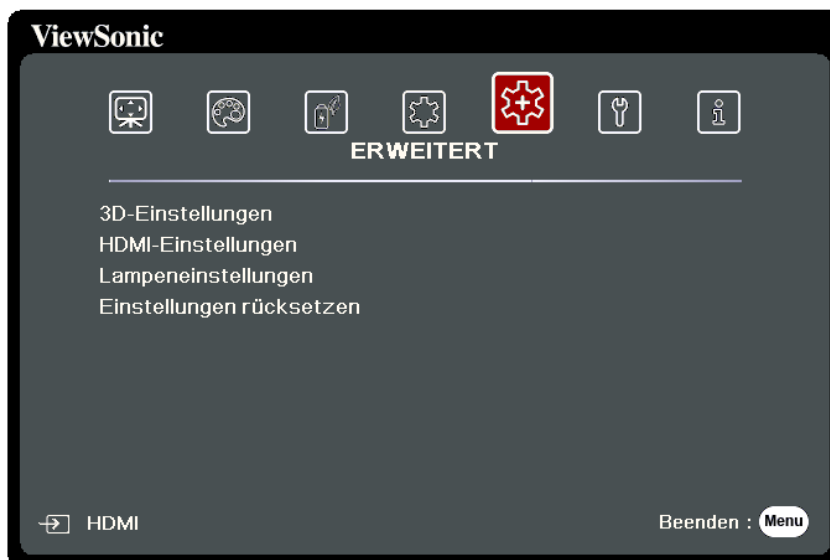 ViewSonic
ERWEITERT
3D-Einstellungen
HDMI-Einstellungen
Lampeneinstellungen
Einstellungen rücksetzen
HDMI
Beenden : Menu